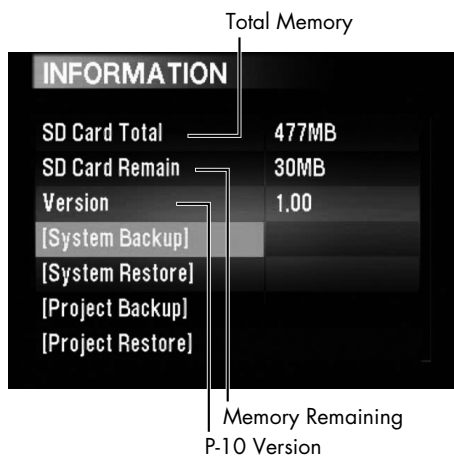 Total Memory
INFORMATION
SD Card Total 477MB
SD Card Remain 30MB
Version 1.00
[System Backup]
[System Restore]
[Project Backup]
[Project Restore]
Memory Remaining
P-10 Version